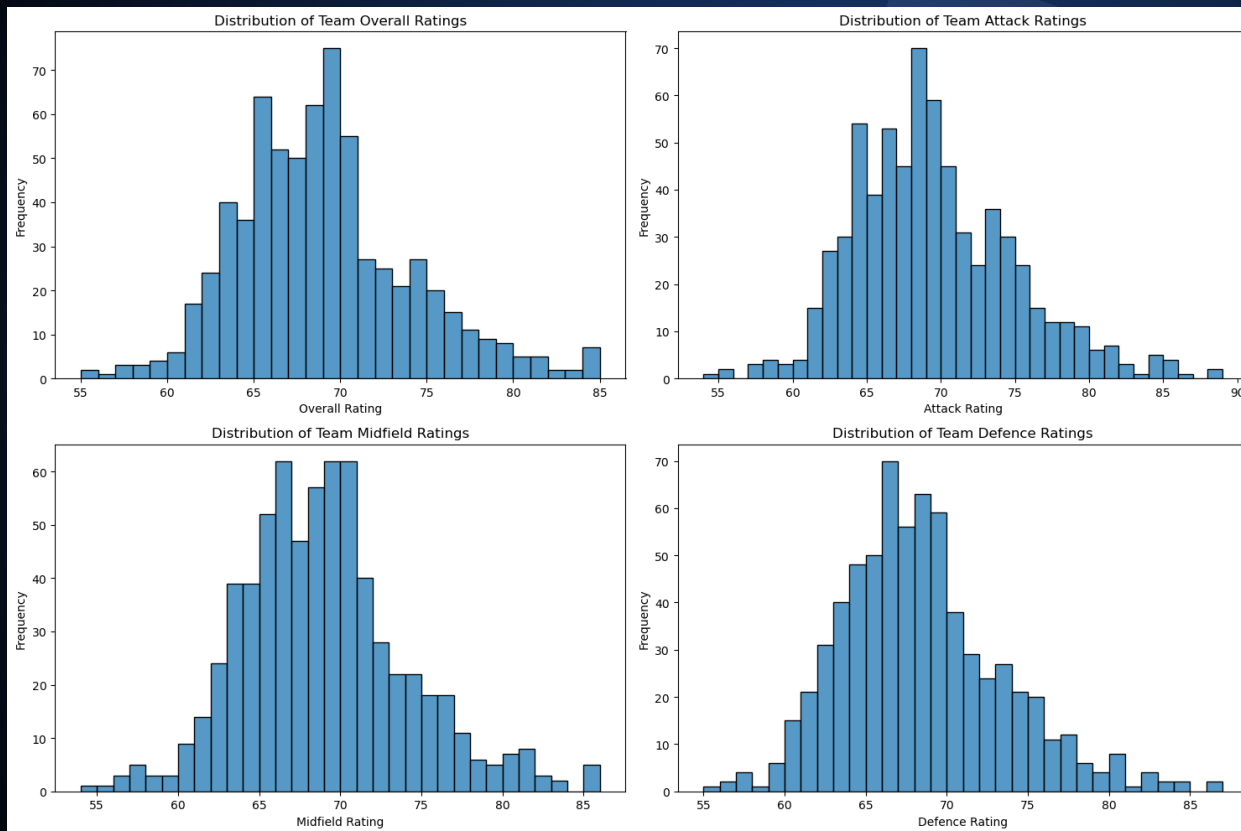 Distribution of Team Overall Ratings
70
60
50
40
30
20
10
0
Frequency
55 60 65 70 75 80 85
Overall Rating
Distribution of Team Attack Ratings
70
60
50
40
30
20
10
0
Frequency
55 60 65 70 75 80 85 90
Attack Rating
Distribution of Team Midfield Ratings
60
50
40
30
20
10
0
Frequency
55 60 65 70 75 80 85
Midfield Rating
Distribution of Team Defence Ratings
70
60
50
40
30
20
10
0
Frequency
55 60 65 70 75 80 85
Defence Rating